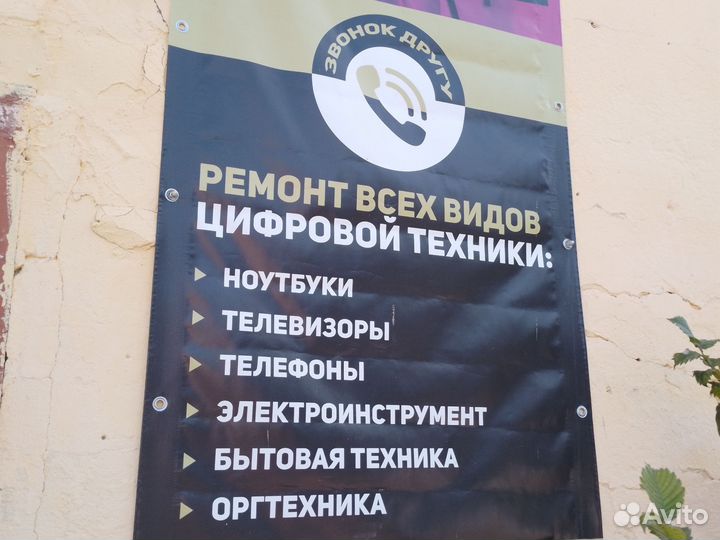 ЗВОНОК ДРУГУ
РЕМОНТ ВСЕХ ВИДОВ
ЦИФРОВОЙ ТЕХНИКИ:
НОУТБУКИ
ТЕЛЕВИЗОРЫ
ТЕЛЕФОНЫ
ЭЛЕКТРОИНСТРУМЕНТ
БЫТОВАЯ ТЕХНИКА
ОРГТЕХНИКА
Avito